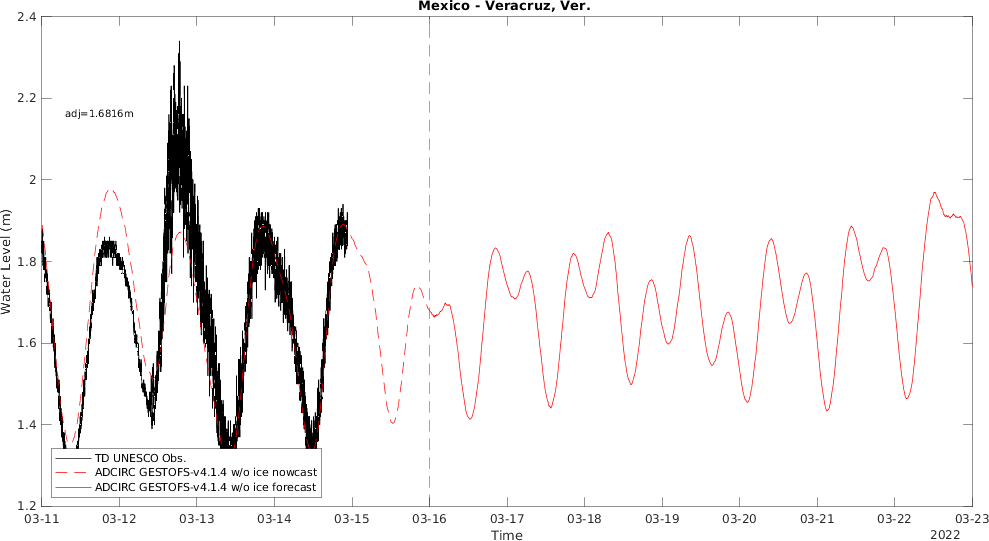 Mexico - Veracruz, Ver.
2.4
2.2
2
1.8
1.6
1.4
1.2
Water Level (m)
adj=1.6816m
TD UNESCO Obs.
ADCIRC GESTOFS-v4.1.4 w/o ice nowcast
ADCIRC GESTOFS-v4.1.4 w/o ice forecast
03-11 03-12 03-13 03-14 03-15 03-16 03-17 03-18 03-19 03-20 03-21 03-22 03-23
Time
2022